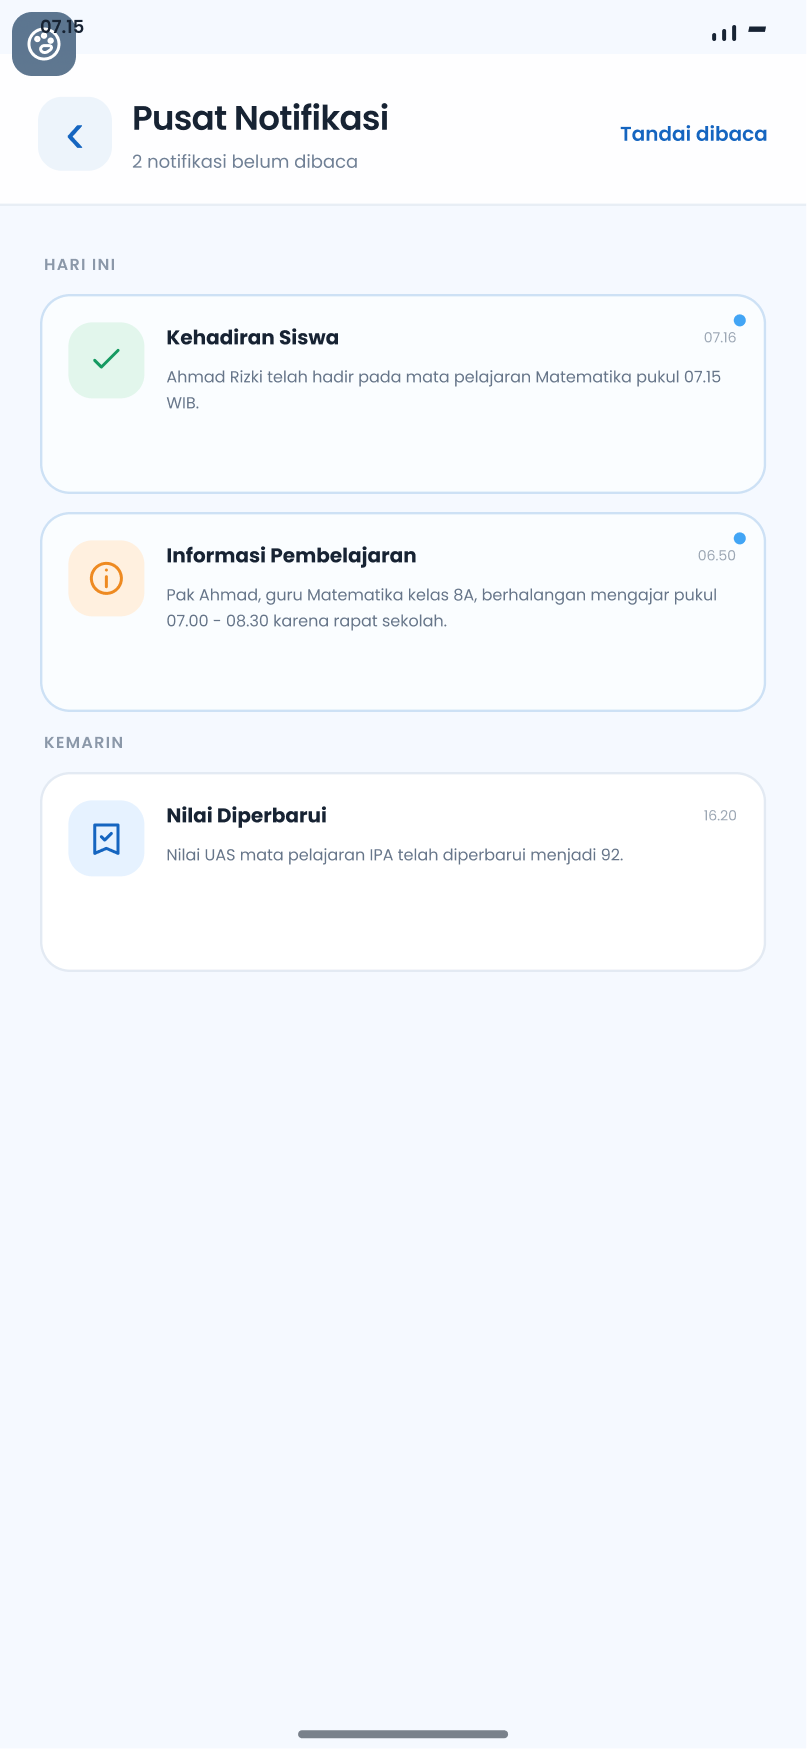 07.15
Pusat Notifikasi
2 notifikasi belum dibaca
Tandai dibaca
HARI INI
Kehadiran Siswa
07.16
Ahmad Rizki telah hadir pada mata pelajaran Matematika pukul 07.15
WIB.
Informasi Pembelajaran
06.50
Pak Ahmad, guru Matematika kelas 8A, berhalangan mengajar pukul
07.00 - 08.30 karena rapat sekolah.
KEMARIN
Nilai Diperbarui
16.20
Nilai UAS mata pelajaran IPA telah diperbarui menjadi 92.